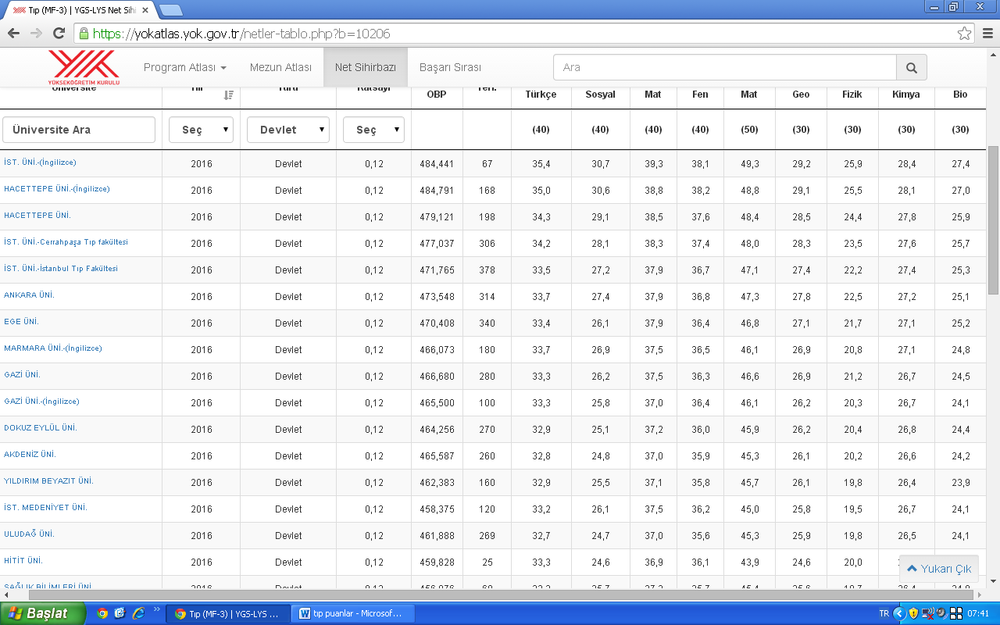 Tıp (MF-3) | YGS-LYS Net Sih
https://yokatlas.yok.gov.tr/netler-tablo.php?b=10206
YÜKSEKÖĞRETİM KURULU
Program Atlası Mezun Atlası Net Sihirbazı Başarı Sırası Ara
Üniversite Yıl Türü Katsayı OBP Yerl. Türkçe Sosyal Mat Fen Mat Geo Fizik Kimya Bio
Üniversite Ara Seç Devlet Seç (40) (40) (40) (40) (50) (30) (30) (30) (30)
İST. ÜNİ.-(İngilizce) 2016 Devlet 0,12 484,441 67 35,4 30,7 39,3 38,1 49,3 29,2 25,9 28,4 27,4
HACETTEPE ÜNİ.-(İngilizce) 2016 Devlet 0,12 484,791 168 35,0 30,6 38,8 38,2 48,8 29,1 25,5 28,1 27,0
HACETTEPE ÜNİ. 2016 Devlet 0,12 479,121 198 34,3 29,1 38,5 37,6 48,4 28,5 24,4 27,8 25,9
İST. ÜNİ.-Cerrahpaşa Tıp fakültesi 2016 Devlet 0,12 477,037 306 34,2 28,1 38,3 37,4 48,0 28,3 23,5 27,6 25,7
İST. ÜNİ.-İstanbul Tıp Fakültesi 2016 Devlet 0,12 471,765 378 33,5 27,2 37,9 36,7 47,1 27,4 22,2 27,4 25,3
ANKARA ÜNİ. 2016 Devlet 0,12 473,548 314 33,7 27,4 37,9 36,8 47,3 27,8 22,5 27,2 25,1
EGE ÜNİ. 2016 Devlet 0,12 470,408 340 33,4 26,1 37,9 36,4 46,8 27,1 21,7 27,1 25,2
MARMARA ÜNİ.-(İngilizce) 2016 Devlet 0,12 466,073 180 33,7 26,9 37,5 36,5 46,1 26,9 20,8 27,1 24,8
GAZİ ÜNİ. 2016 Devlet 0,12 466,680 280 33,3 26,2 37,5 36,3 46,6 26,9 21,2 26,7 24,5
GAZİ ÜNİ.-(İngilizce) 2016 Devlet 0,12 465,500 100 33,3 25,8 37,0 36,4 46,1 26,2 20,3 26,7 24,1
DOKUZ EYLÜL ÜNİ. 2016 Devlet 0,12 464,256 270 32,9 25,1 37,2 36,0 45,9 26,2 20,4 26,8 24,4
AKDENİZ ÜNİ. 2016 Devlet 0,12 465,587 260 32,8 24,8 37,0 35,9 45,3 26,1 20,2 26,6 24,2
YILDIRIM BEYAZIT ÜNİ. 2016 Devlet 0,12 462,383 160 32,9 25,5 37,1 35,8 45,7 26,1 19,8 26,4 23,9
İST. MEDENİYET ÜNİ. 2016 Devlet 0,12 458,375 120 33,2 26,1 37,5 36,2 45,0 25,8 19,5 26,7 24,1
ULUDAĞ ÜNİ. 2016 Devlet 0,12 461,888 269 32,7 24,7 37,0 35,6 45,3 25,9 19,8 26,5 24,1
HİTİT ÜNİ. 2016 Devlet 0,12 459,828 25 33,3 24,6 36,9 36,1 43,9 24,6 20,0
SAĞLIK BİLİMLERİ ÜNİ. 2016 Devlet 0,12
Yukarı Çık
Başlat Tıp (MF-3) | YGS-LYS ... tıp puanlar - Microsof... TR 07:41